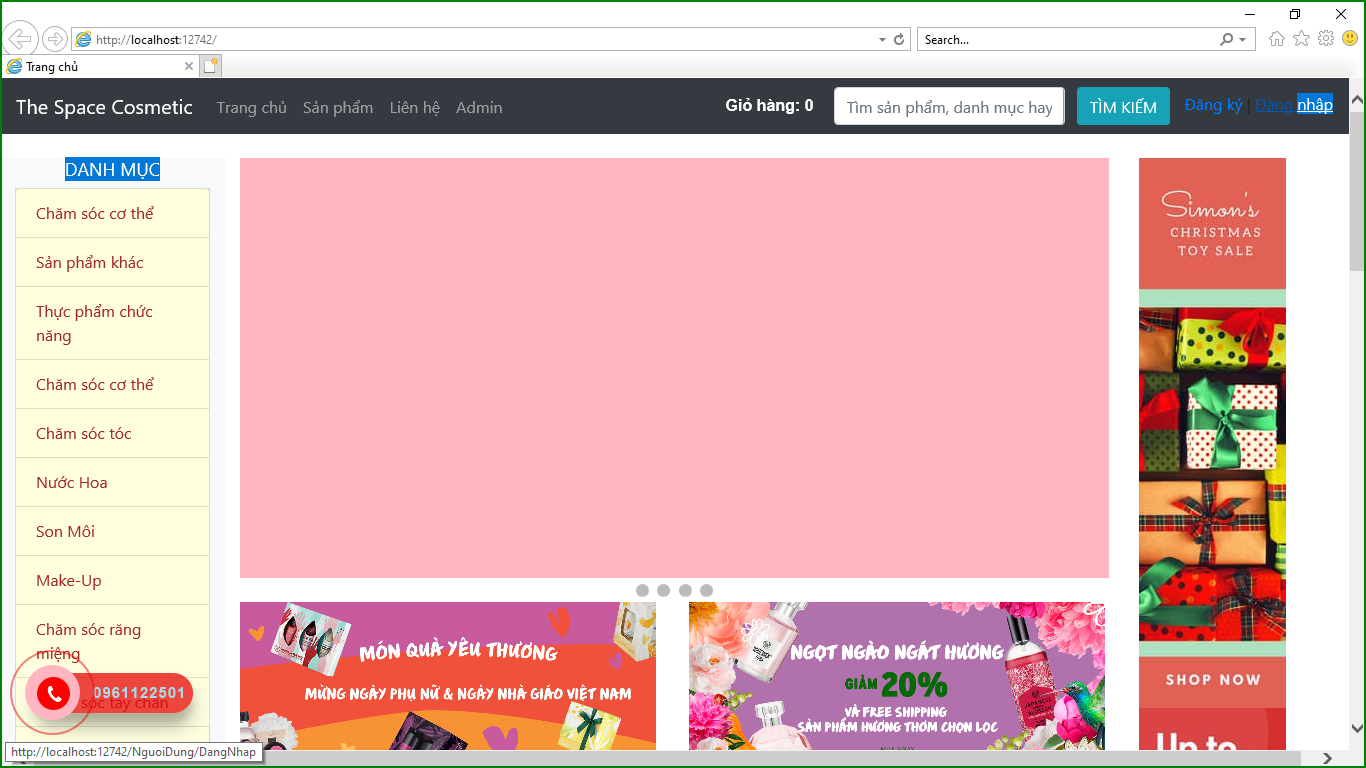 http://localhost:12742/
Search...
Trang chủ
The Space Cosmetic
Trang chủ
Sản phẩm
Liên hệ
Admin
Giỏ hàng: 0
Tìm sản phẩm, danh mục hay
TÌM KIẾM
Đăng ký | Đăng nhập
DANH MỤC
Chăm sóc cơ thể
Sản phẩm khác
Thực phẩm chức
năng
Chăm sóc cơ thể
Chăm sóc tóc
Nước Hoa
Son Môi
Make-Up
Chăm sóc răng
miệng
sóc tay chân
0961122501
Simon's
CHRISTMAS
TOY SALE
SHOP NOW
Up to
MÓN QUÀ YÊU THƯƠNG
MỪNG NGÀY PHỤ NỮ & NGÀY NHÀ GIÁO VIỆT NAM
NGỌT NGÀO NGÁT HƯƠNG
GIẢM 20%
VÀ FREE SHIPPING
SẢN PHẨM HƯƠNG THƠM CHỌN LỌC
http://localhost:12742/NguoiDung/DangNhap